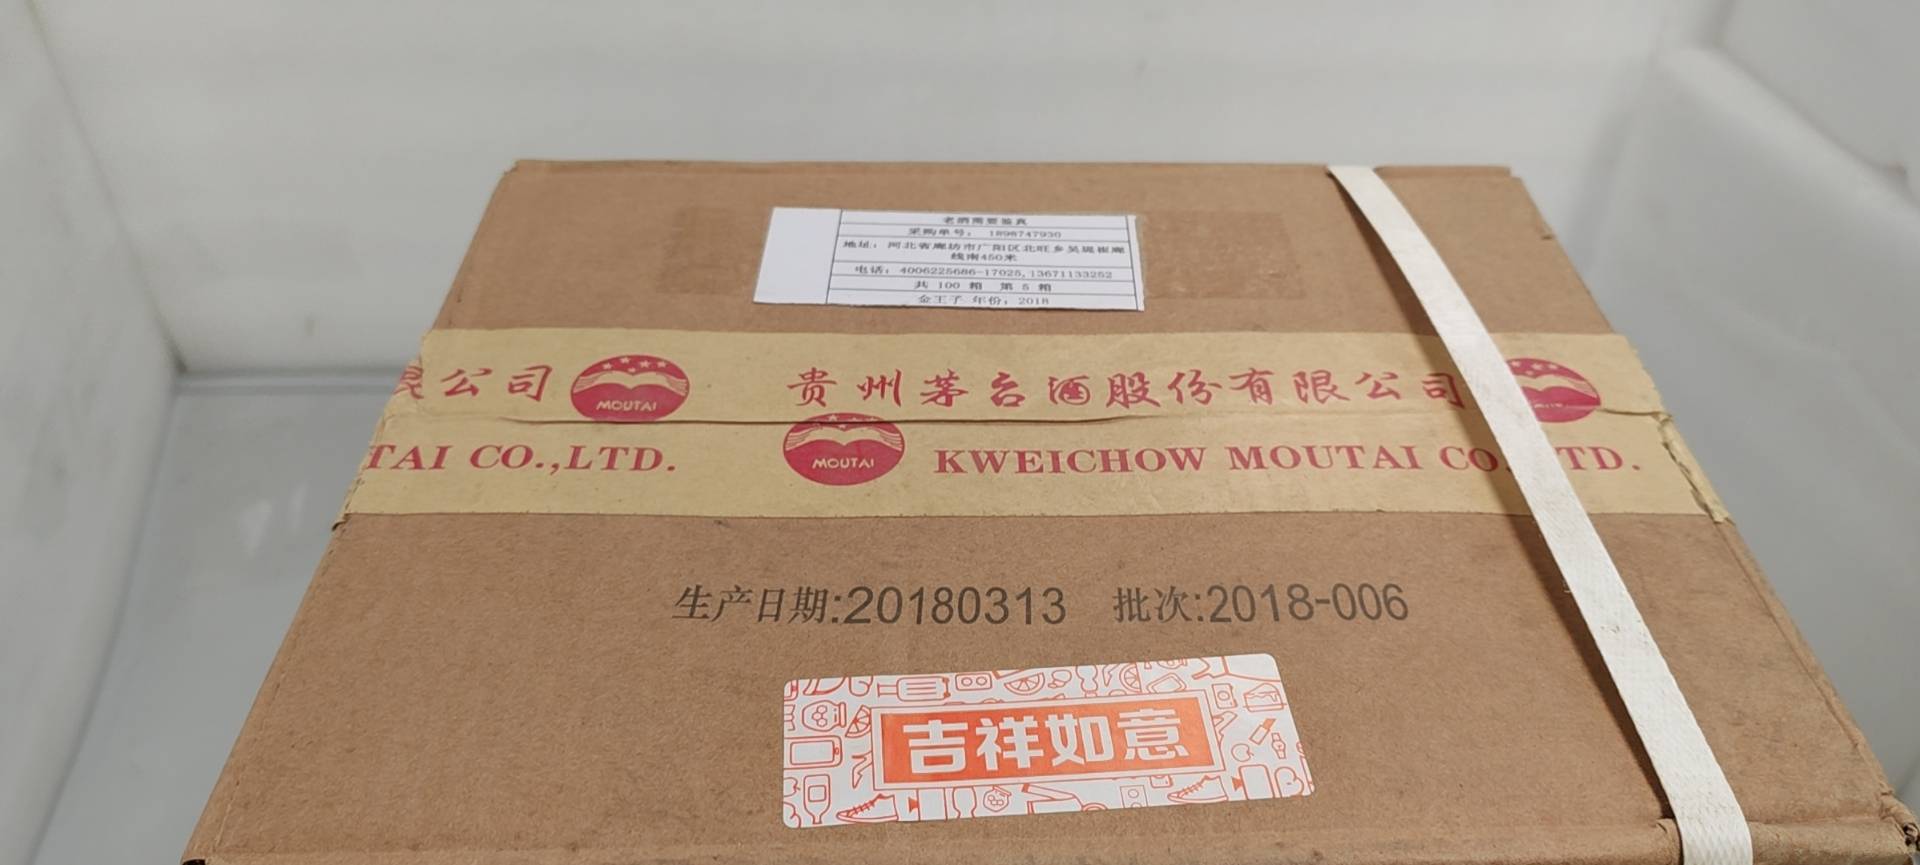 老酒需要鉴真
采购单号： 1898747930
地址：河北省廊坊市广阳区北旺乡吴堤崔廊
线南450米
电话：4006225686-17025,13671133252
共 100 箱 第 5 箱
金王子 年份：2018
限公司 MOUTAI 贵州茅台酒股份有限公司
TAI CO.,LTD. MOUTAI KWEICHOW MOUTAI CO. TD.
生产日期:20180313 批次:2018-006
吉祥如意